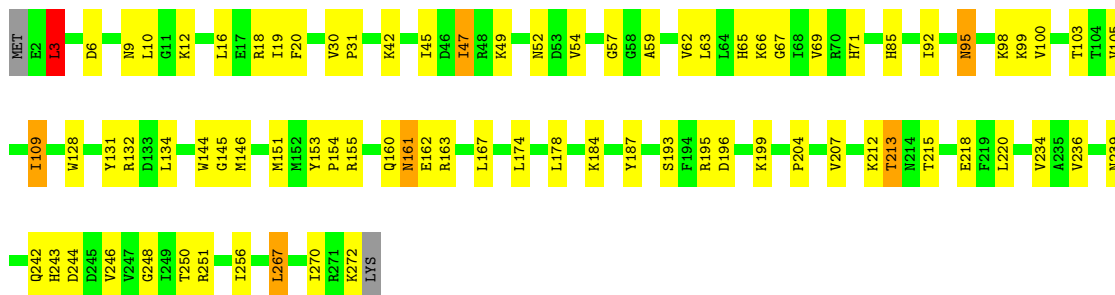 MET E2 L3 D6 N9 L10 G11 K12 L16 E17 R18 I19 F20 V30 P31 K42 I45 D46 I47 R48 K49 N52 D53 V54 G57 G58 A59 V62 L63 L64 H65 K66 G67 I68 V69 R70 H71 H85 I92 N95 K98 K99 V100 T103 T104
I109 W128 Y131 R132 D133 L134 W144 G145 M146 M151 M152 Y153 P154 R155 Q160 N161 E162 R163 L167 L174 L178 K184 Y187 S193 F194 R195 D196 K199 P204 V207 K212 T213 N214 T215 E218 F219 L220 V234 A235 V236
Q242 H243 D244 D245 V246 V247 G248 I249 T250 R251 I256 L267 I270 R271 K272 LYS